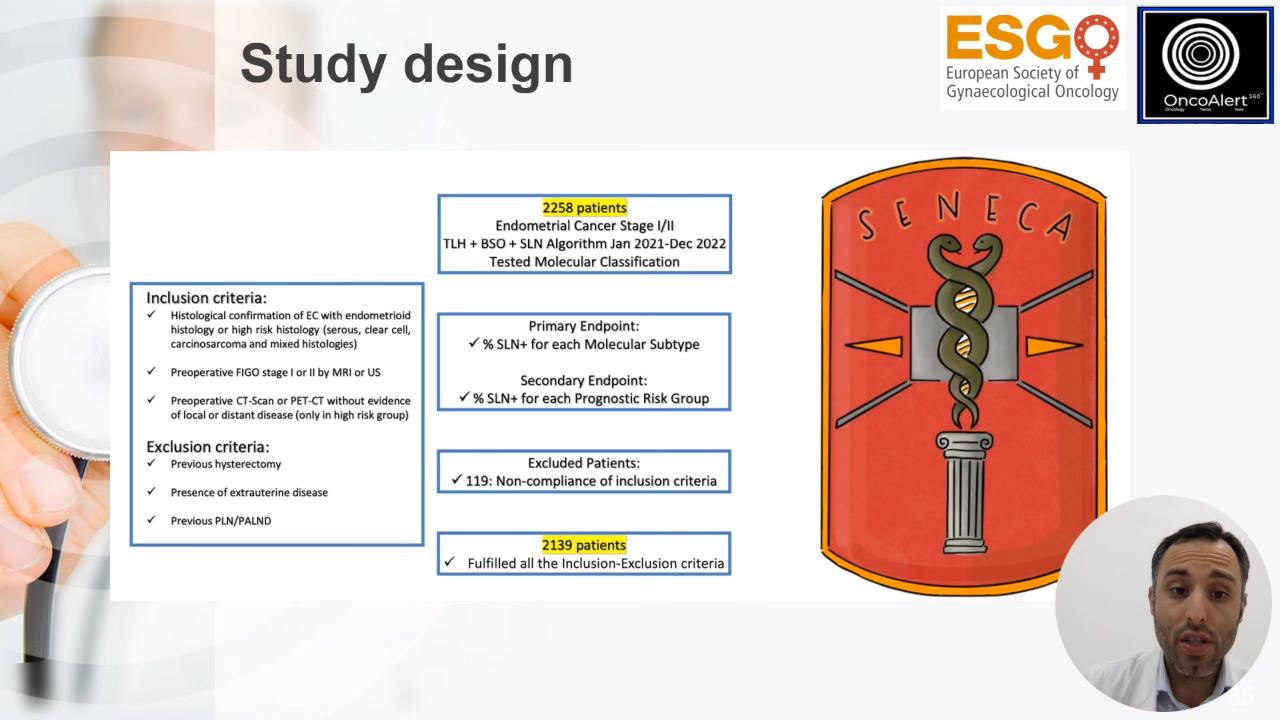 Study design
ESGO
European Society of
Gynaecological Oncology
OncoAlert 360°
Oncology News Now
2258 patients
Endometrial Cancer Stage I/II
TLH + BSO + SLN Algorithm Jan 2021-Dec 2022
Tested Molecular Classification
Inclusion criteria:
✓ Histological confirmation of EC with endometrioid
histology or high risk histology (serous, clear cell,
carcinosarcoma and mixed histologies)
✓ Preoperative FIGO stage I or II by MRI or US
✓ Preoperative CT-Scan or PET-CT without evidence
of local or distant disease (only in high risk group)
Exclusion criteria:
✓ Previous hysterectomy
✓ Presence of extrauterine disease
✓ Previous PLN/PALND
Primary Endpoint:
✓ % SLN+ for each Molecular Subtype
Secondary Endpoint:
✓ % SLN+ for each Prognostic Risk Group
Excluded Patients:
✓ 119: Non-compliance of inclusion criteria
2139 patients
✓ Fulfilled all the Inclusion-Exclusion criteria
SENECA
35